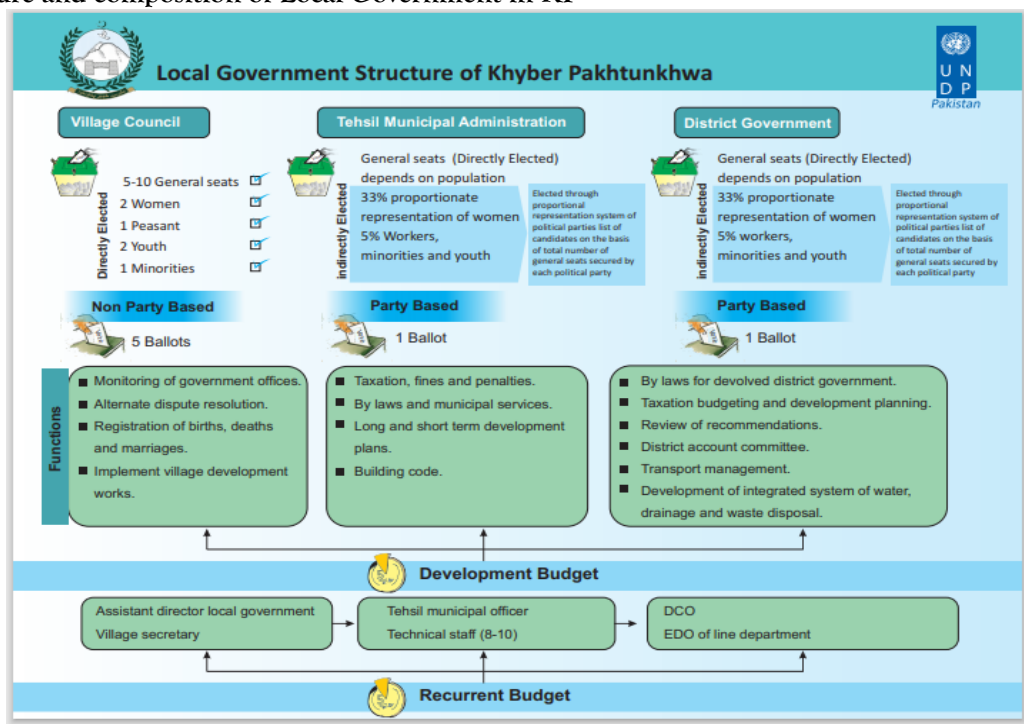 Local Government Structure of Khyber Pakhtunkhwa
U N
D P
Pakistan
Village Council
Directly Elected
5-10 General seats
2 Women
1 Peasant
2 Youth
1 Minorities
Non Party Based
5 Ballots
Tehsil Municipal Administration
General seats (Directly Elected)
depends on population
indirectly Elected
33% proportionate
representation of women
5% Workers,
minorities and youth
Elected through
proportional
representation system of
political parties list of
candidates on the basis
of total number of
general seats secured by
each political party
Party Based
1 Ballot
District Government
General seats (Directly Elected)
depends on population
indirectly Elected
33% proportionate
representation of women
5% workers,
minorities and youth
Elected through
proportional
representation system of
political parties list of
candidates on the basis
of total number of
general seats secured by
each political party
Party Based
1 Ballot
Functions
Monitoring of government offices.
Alternate dispute resolution.
Registration of births, deaths
and marriages.
Implement village development
works.
Taxation, fines and penalties.
By laws and municipal services.
Long and short term development
plans.
Building code.
By laws for devolved district government.
Taxation budgeting and development planning.
Review of recommendations.
District account committee.
Transport management.
Development of integrated system of water,
drainage and waste disposal.
Development Budget
Assistant director local government
Village secretary
Tehsil municipal officer
Technical staff (8-10)
DCO
EDO of line department
Recurrent Budget